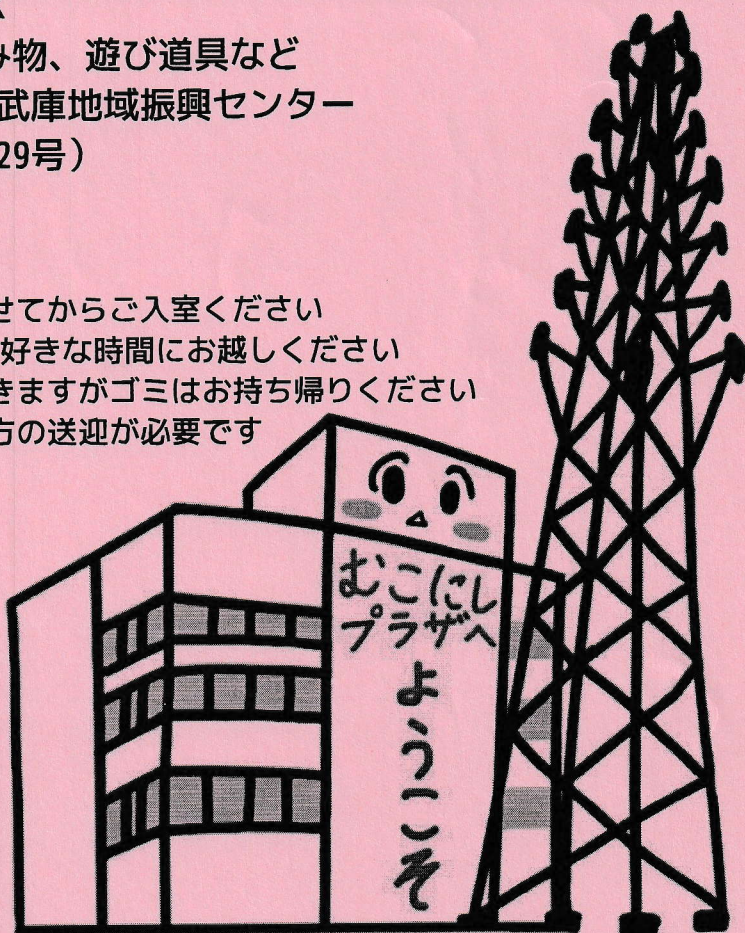 み物、遊び道具など
武庫地域振興センター
29号）
せてからご入室ください
好きな時間にお越しください
きますがゴミはお持ち帰りください
方の送迎が必要です
むこにし
プラザへ
ようこそ